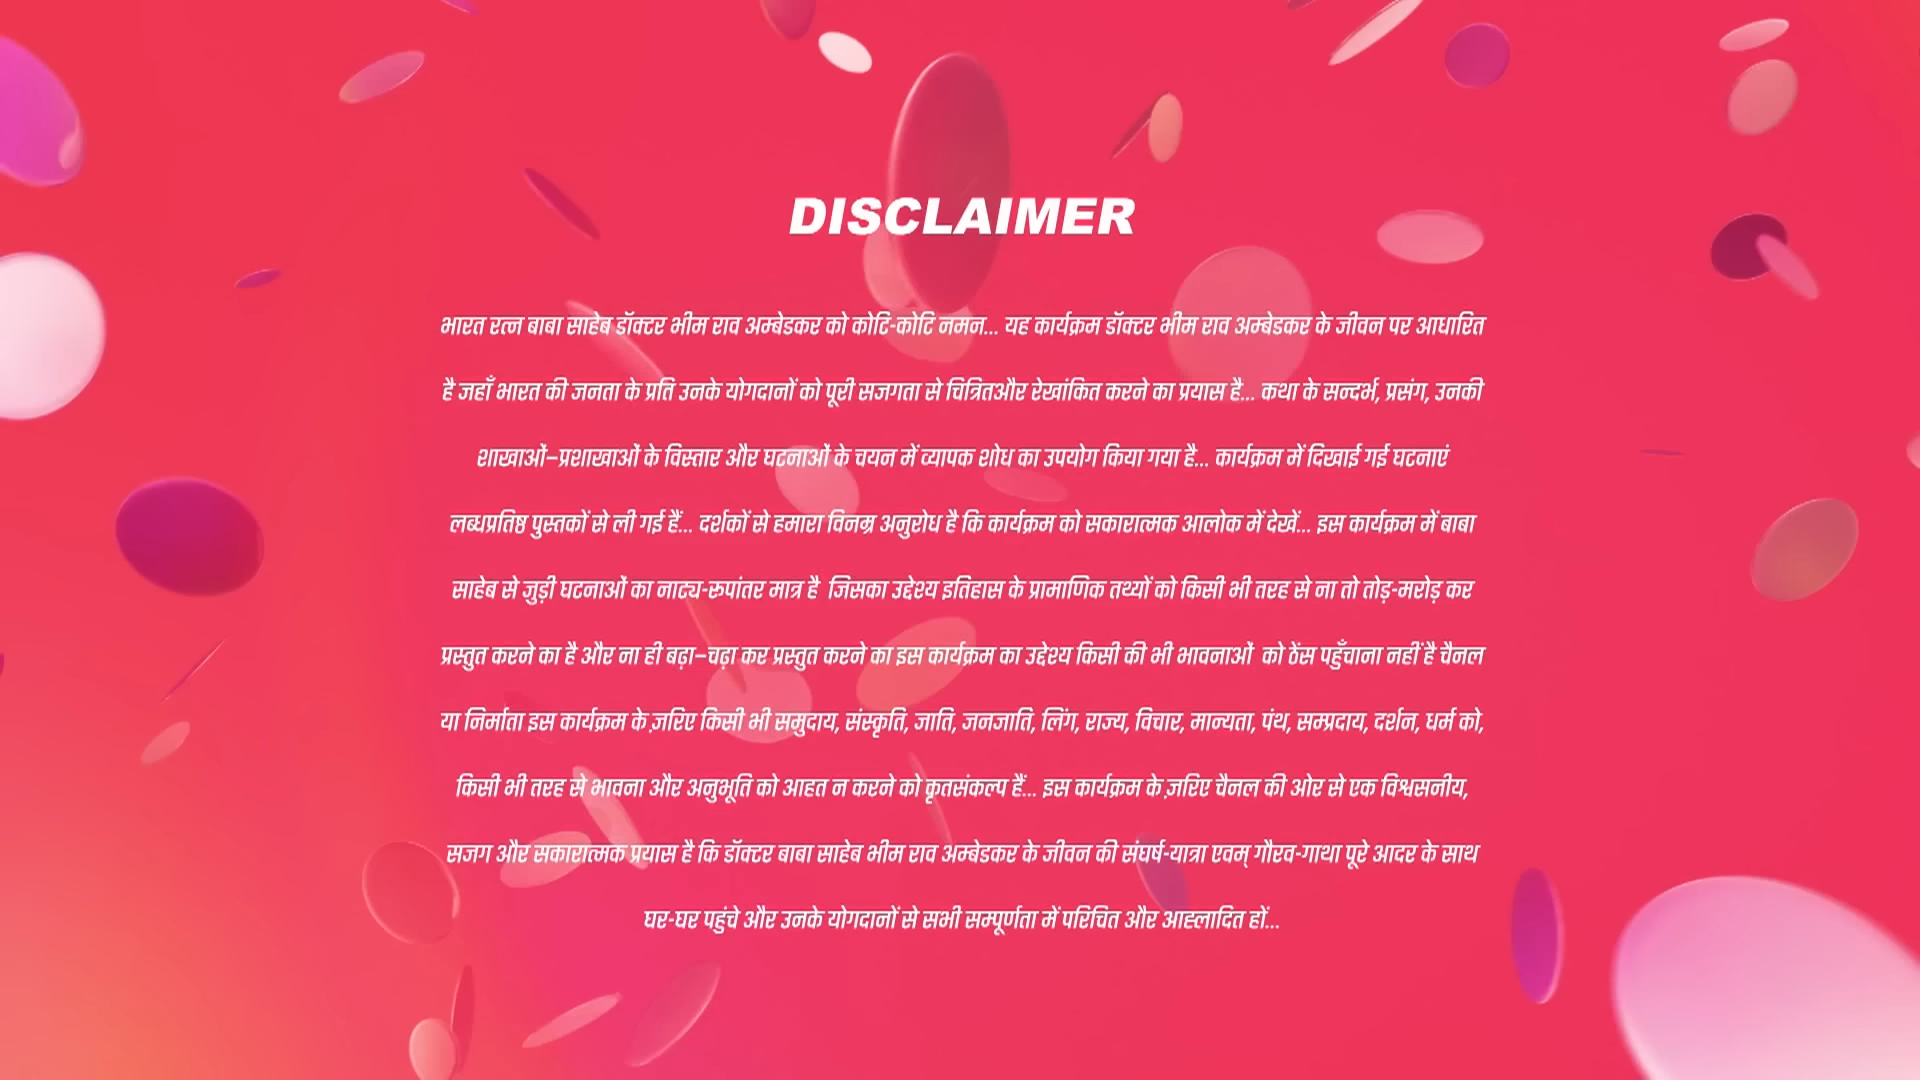 DISCLAIMER
भारत रत्न बाबा साहेब डॉक्टर भीम राव अम्बेडकर को कोटि-कोटि नमन... यह कार्यक्रम डॉक्टर भीम राव अम्बेडकर के जीवन पर आधारित
है जहाँ भारत की जनता के प्रति उनके योगदानों को पूरी सजगता से चित्रितऔर रेखांकित करने का प्रयास है... कथा के सन्दर्भ, प्रसंग, उनकी
शाखाओं–प्रशाखाओं के विस्तार और घटनाओं के चयन में व्यापक शोध का उपयोग किया गया है... कार्यक्रम में दिखाई गई घटनाएं
लब्धप्रतिष्ठ पुस्तकों से ली गई हैं... दर्शकों से हमारा विनम्र अनुरोध है कि कार्यक्रम को सकारात्मक आलोक में देखें... इस कार्यक्रम में बाबा
साहेब से जुड़ी घटनाओं का नाट्य-रूपांतर मात्र है जिसका उद्देश्य इतिहास के प्रामाणिक तथ्यों को किसी भी तरह से ना तो तोड़-मरोड़ कर
प्रस्तुत करने का है और ना ही बढ़ा–चढ़ा कर प्रस्तुत करने का इस कार्यक्रम का उद्देश्य किसी की भी भावनाओं को ठेंस पहुँचाना नहीं है चैनल
या निर्माता इस कार्यक्रम के ज़रिए किसी भी समुदाय, संस्कृति, जाति, जनजाति, लिंग, राज्य, विचार, मान्यता, पंथ, सम्प्रदाय, दर्शन, धर्म को,
किसी भी तरह से भावना और अनुभूति को आहत न करने को कृतसंकल्प हैं... इस कार्यक्रम के ज़रिए चैनल की ओर से एक विश्वसनीय,
सजग और सकारात्मक प्रयास है कि डॉक्टर बाबा साहेब भीम राव अम्बेडकर के जीवन की संघर्ष-यात्रा एवम् गौरव-गाथा पूरे आदर के साथ
घर-घर पहुंचे और उनके योगदानों से सभी सम्पूर्णता में परिचित और आह्लादित हों...